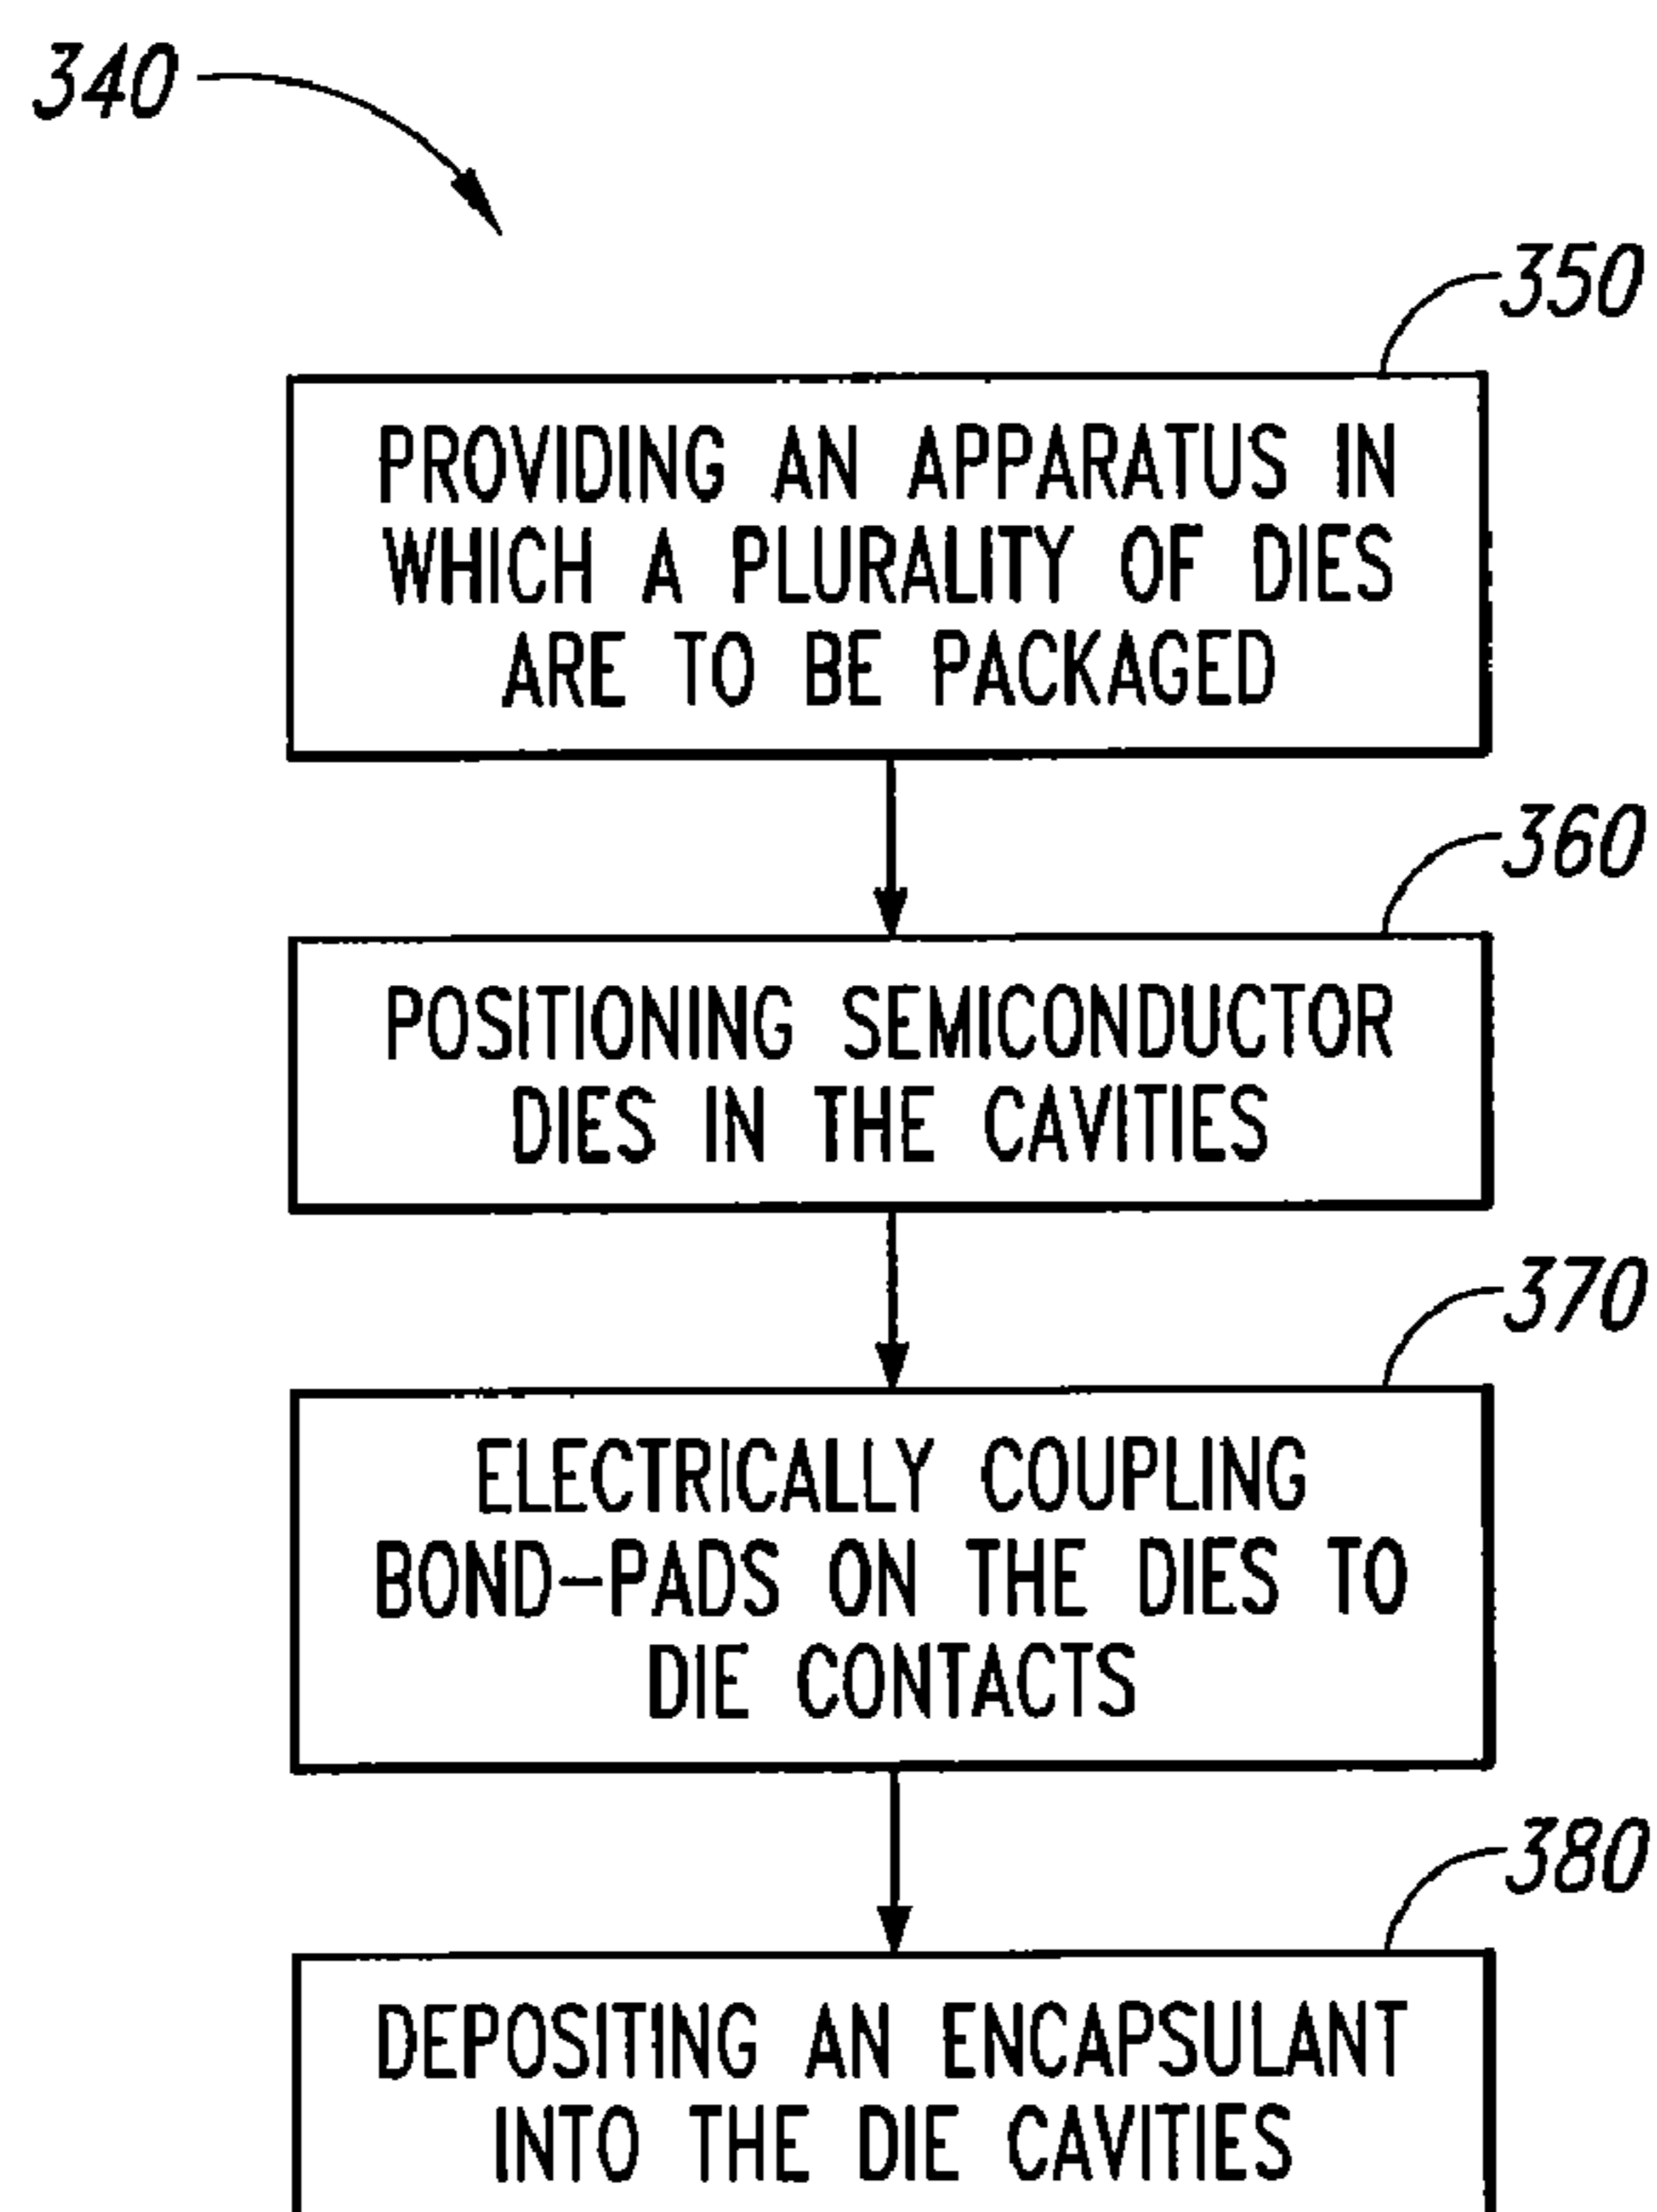 340
350
PROVIDING AN APPARATUS IN
WHICH A PLURALITY OF DIES
ARE TO BE PACKAGED
360
POSITIONING SEMICONDUCTOR
DIES IN THE CAVITIES
370
ELECTRICALLY COUPLING
BOND-PADS ON THE DIES TO
DIE CONTACTS
380
DEPOSITING AN ENCAPSULANT
INTO THE DIE CAVITIES